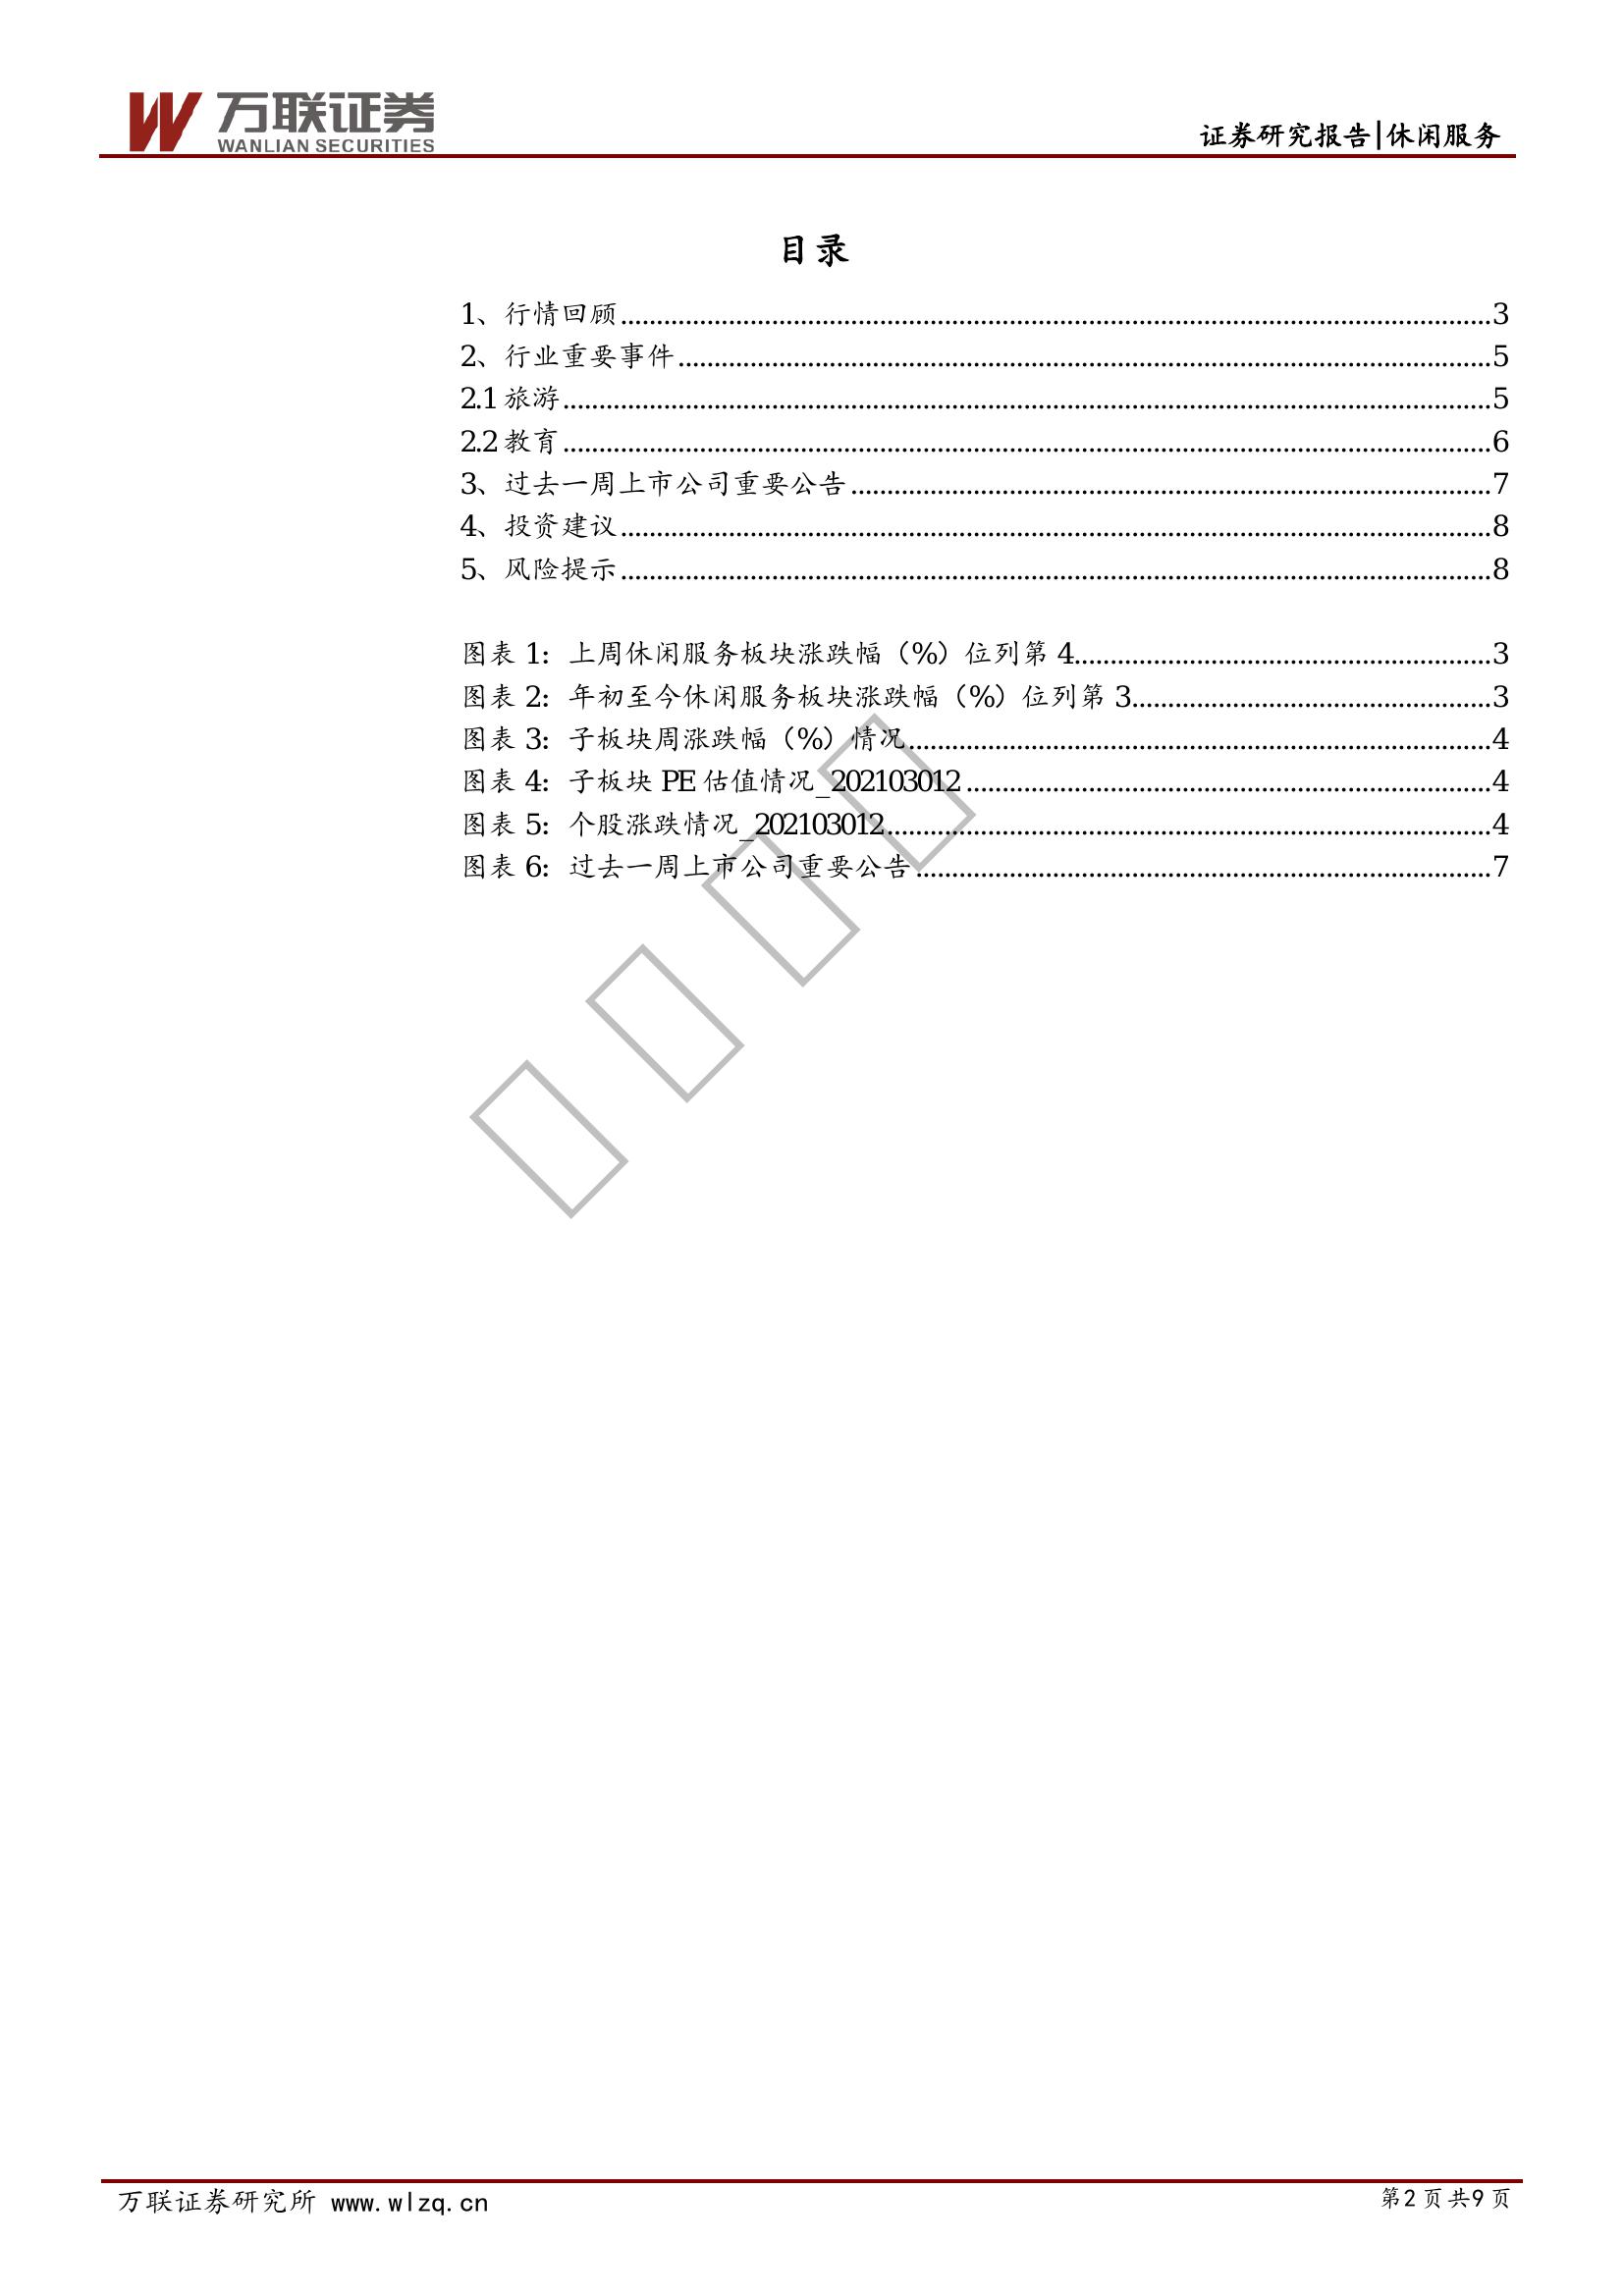 万联证券
WANLIAN SECURITIES
证券研究报告|休闲服务
目录
1、行情回顾........................................3
2、行业重要事件........................................5
2.1 旅游........................................5
2.2 教育........................................6
3、过去一周上市公司重要公告........................................7
4、投资建议........................................8
5、风险提示........................................8
图表 1: 上周休闲服务板块涨跌幅（%）位列第 4........................................3
图表 2: 年初至今休闲服务板块涨跌幅（%）位列第 3........................................3
图表 3: 子板块周涨跌幅（%）情况........................................4
图表 4: 子板块 PE 估值情况_202103012........................................4
图表 5: 个股涨跌情况_202103012........................................4
图表 6: 过去一周上市公司重要公告........................................7
万联证券研究所 www.wlzq.cn
第2 页 共9 页